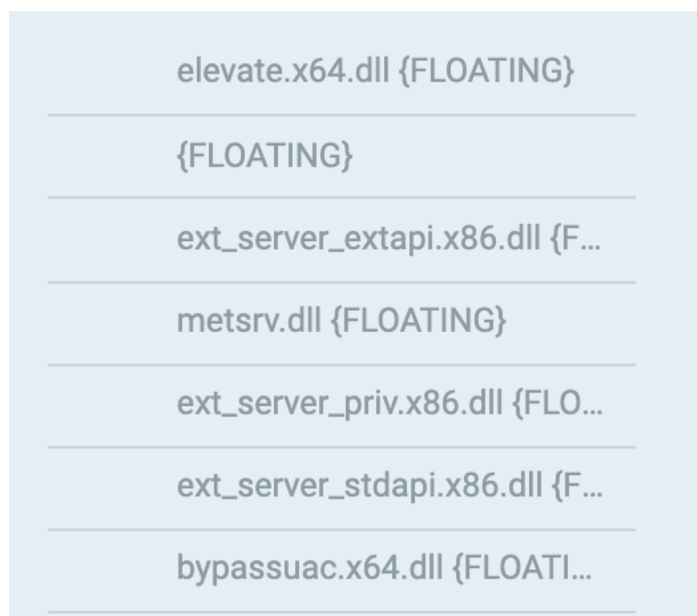 elevate.x64.dll {FLOATING}
{FLOATING}
ext_server_extapi.x86.dll {F...
metsrv.dll {FLOATING}
ext_server_priv.x86.dll {FLO...
ext_server_stdapi.x86.dll {F...
bypassuac.x64.dll {FLOATI...